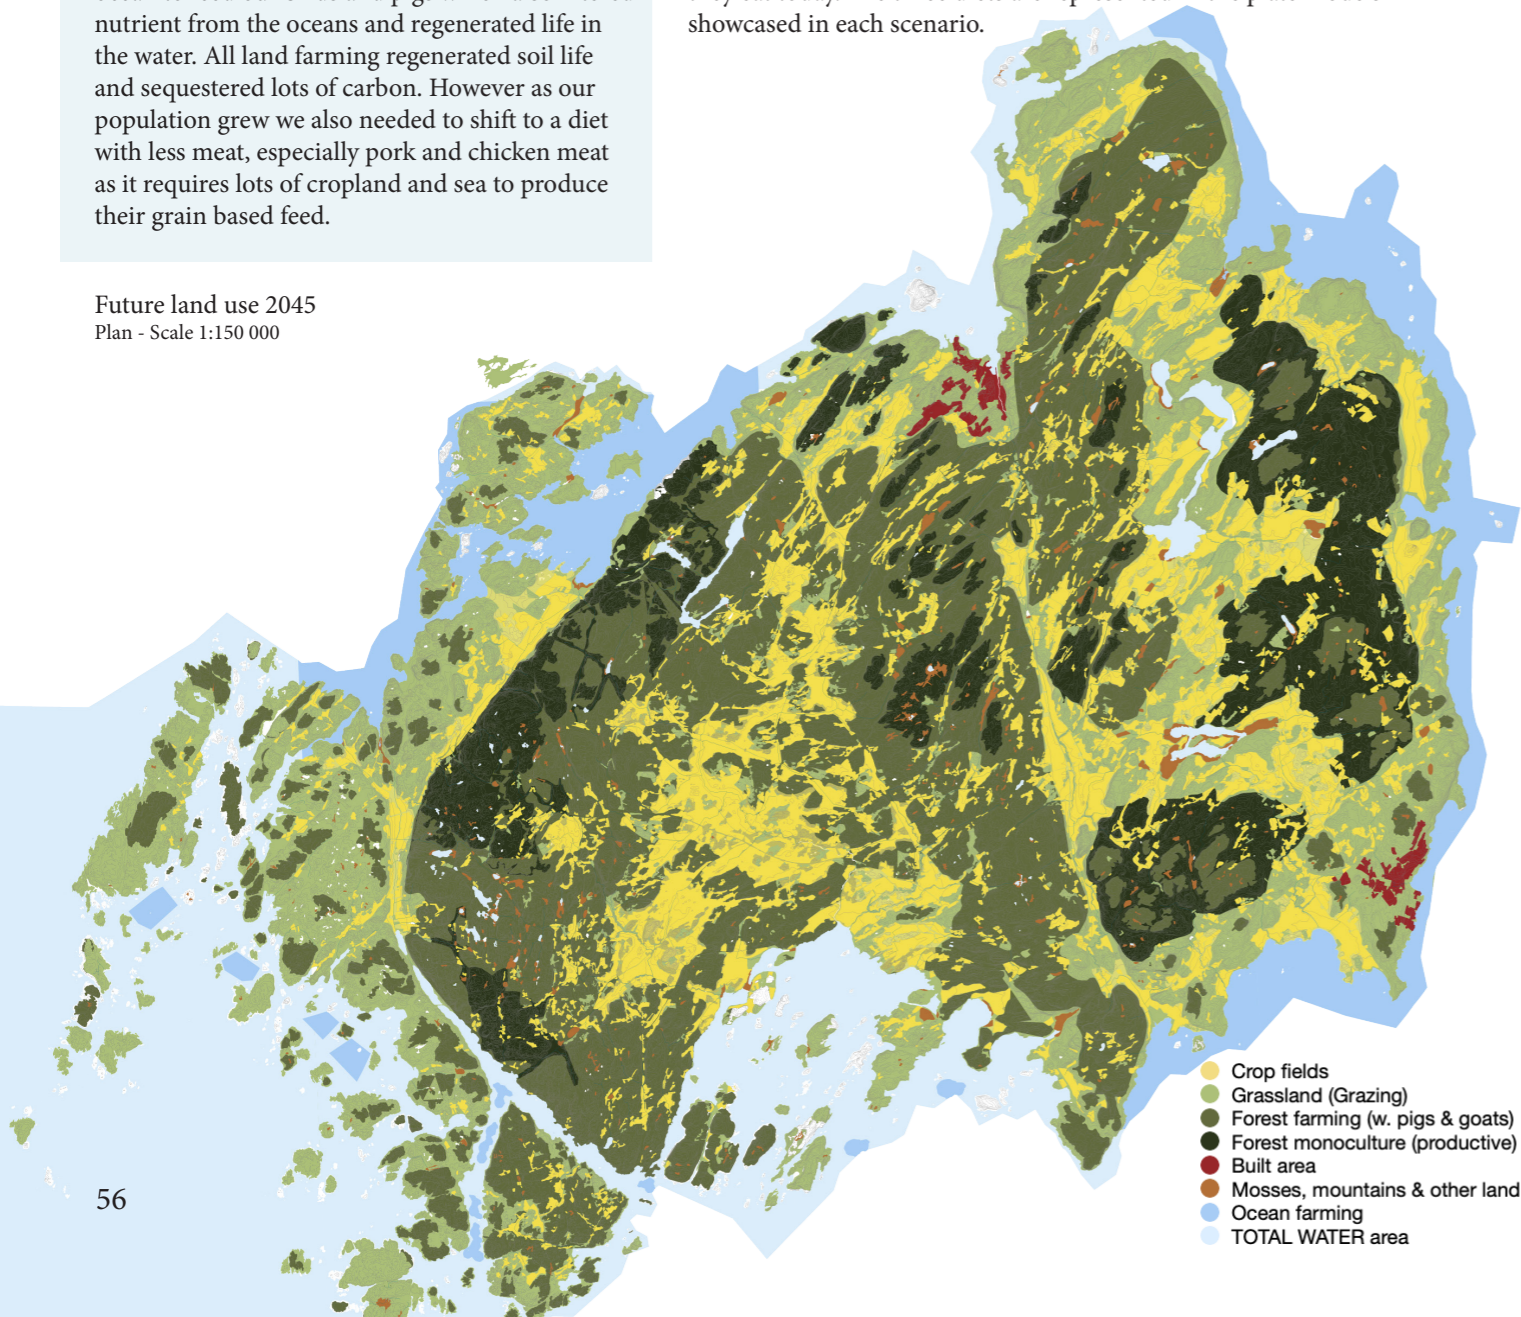 nutrient from the oceans and regenerated life in
the water. All land farming regenerated soil life
and sequestered lots of carbon. However as our
population grew we also needed to shift to a diet
with less meat, especially pork and chicken meat
as it requires lots of cropland and sea to produce
their grain based feed.
showcased in each scenario.
Future land use 2045
Plan - Scale 1:150 000
Crop fields
Grassland (Grazing)
Forest farming (w. pigs & goats)
Forest monoculture (productive)
Built area
Mosses, mountains & other land
Ocean farming
TOTAL WATER area
56